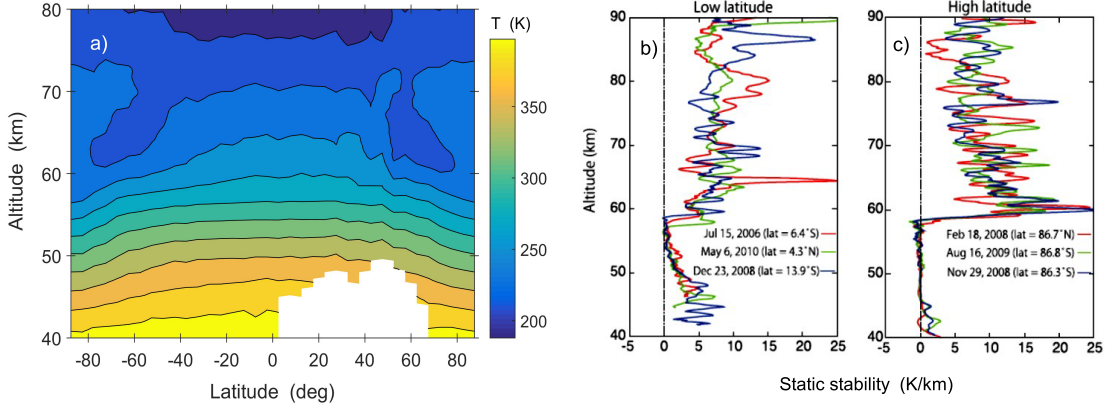 Low latitude
High latitude
T (K)
a)
b)
c)
80
70
60
50
40
Altitude (km)
-80
-40
-20
0
20
60
80
Latitude (deg)
350
300
250
200
90
80
70
60
50
40
Altitude (km)
Jul 15, 2006 (lat = 6.4˚S)
May 6, 2010 (lat = 4.3˚N)
Dec 23, 2008 (lat = 13.9˚S)
-5 0 5 10 15 20 25
90
80
70
60
50
40
Altitude (km)
Feb 18, 2008 (lat = 86.7˚N)
Aug 16, 2009 (lat = 86.8˚S)
Nov 29, 2008 (lat = 86.3˚S)
-5 0 5 10 15 20 25
Static stability (K/km)